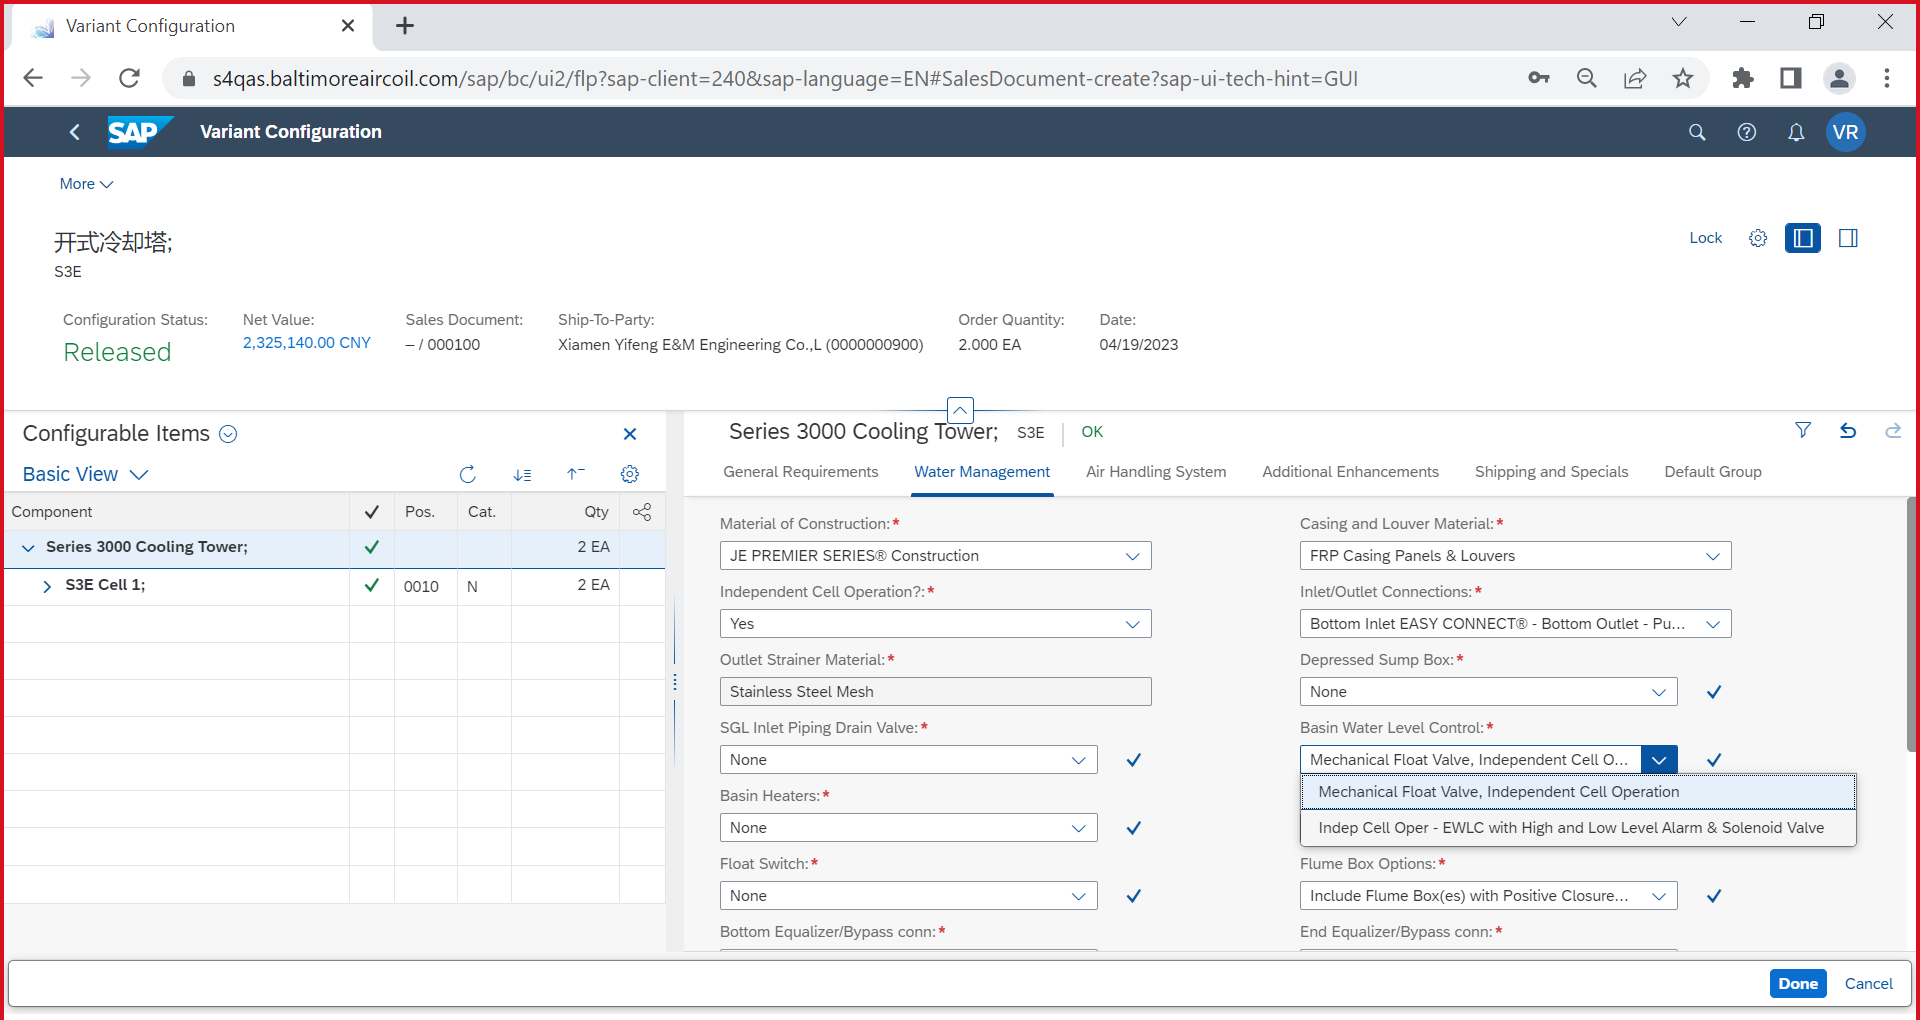 Variant Configuration
s4qas.baltimoreaircoil.com/sap/bc/ui2/flp?sap-client=240&sap-language=EN#SalesDocument-create?sap-ui-tech-hint=GUI
SAP Variant Configuration VR
More
开式冷却塔;
S3E
Lock
Configuration Status: Net Value: Sales Document: Ship-To-Party: Order Quantity: Date:
Released 2,325,140.00 CNY – / 000100 Xiamen Yifeng E&M Engineering Co.,L (0000000900) 2.000 EA 04/19/2023
Configurable Items
Basic View
Component Pos. Cat. Qty
Series 3000 Cooling Tower; 2 EA
S3E Cell 1; 0010 N 2 EA
Series 3000 Cooling Tower; S3E OK
General Requirements Water Management Air Handling System Additional Enhancements Shipping and Specials Default Group
Material of Construction:* Casing and Louver Material:*
JE PREMIER SERIES® Construction FRP Casing Panels & Louvers
Independent Cell Operation?:* Inlet/Outlet Connections:*
Yes Bottom Inlet EASY CONNECT® - Bottom Outlet - Pu...
Outlet Strainer Material:* Depressed Sump Box:*
Stainless Steel Mesh None
SGL Inlet Piping Drain Valve:* Basin Water Level Control:*
None Mechanical Float Valve, Independent Cell O...
Basin Heaters:* Mechanical Float Valve, Independent Cell Operation
None Indep Cell Oper - EWLC with High and Low Level Alarm & Solenoid Valve
Float Switch:* Flume Box Options:*
None Include Flume Box(es) with Positive Closure...
Bottom Equalizer/Bypass conn:* End Equalizer/Bypass conn:*
Done Cancel